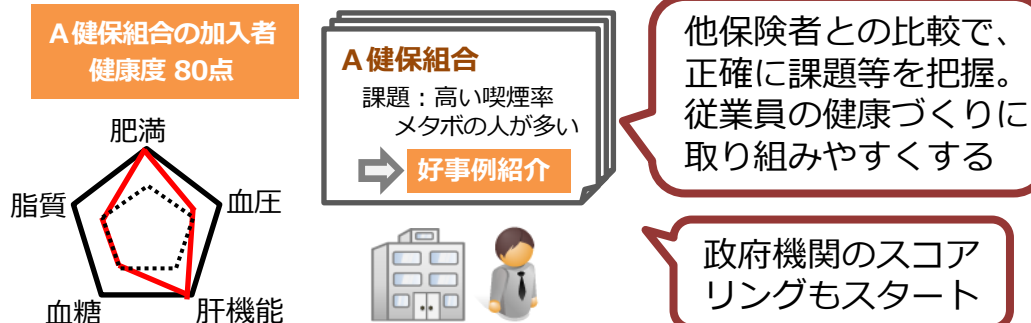 A健保組合の加入者
健康度 80点
肥満
脂質
血圧
血糖
肝機能
A健保組合
課題：高い喫煙率
メタボの人が多い
好事例紹介
他保険者との比較で、
正確に課題等を把握。
従業員の健康づくりに
取り組みやすくする
政府機関のスコア
リングもスタート